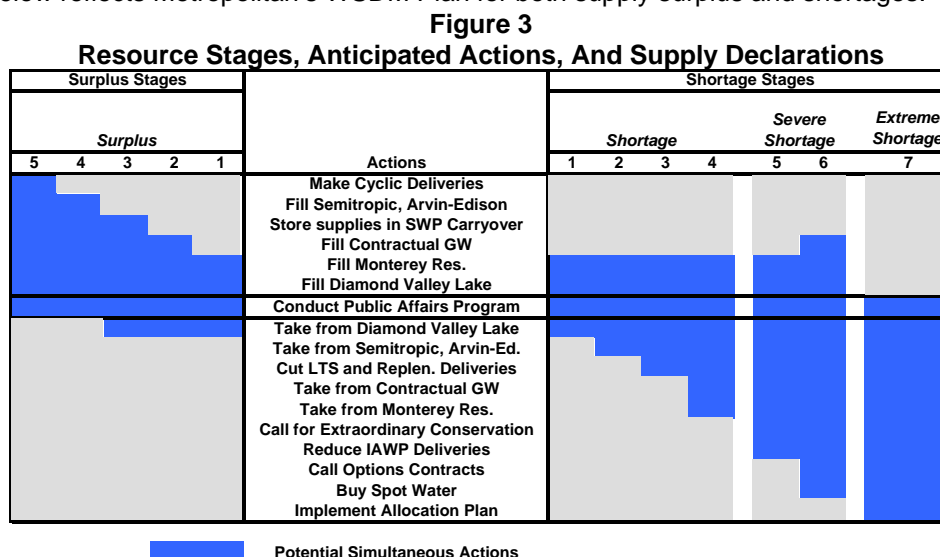 below reflects Metropolitan's WSDM Plan for both supply surplus and shortages.
Figure 3
Resource Stages, Anticipated Actions, And Supply Declarations
Surplus Stages Shortage Stages
Severe Extreme
Surplus Shortage Shortage Shortage
5 4 3 2 1 Actions 1 2 3 4 5 6 7
Make Cyclic Deliveries
Fill Semitropic, Arvin-Edison
Store supplies in SWP Carryover
Fill Contractual GW
Fill Monterey Res.
Fill Diamond Valley Lake
Conduct Public Affairs Program
Take from Diamond Valley Lake
Take from Semitropic, Arvin-Ed.
Cut LTS and Replen. Deliveries
Take from Contractual GW
Take from Monterey Res.
Call for Extraordinary Conservation
Reduce IAWP Deliveries
Call Options Contracts
Buy Spot Water
Implement Allocation Plan
Potential Simultaneous Actions